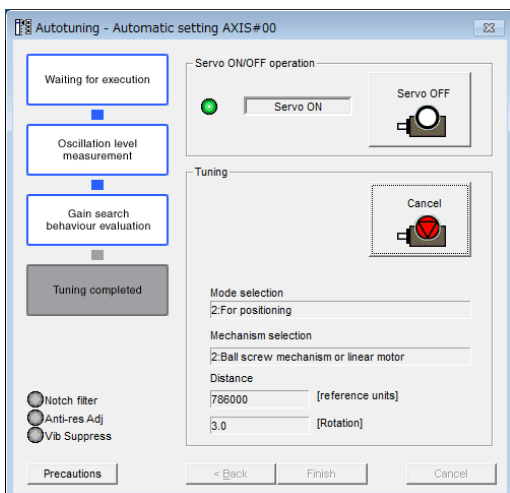 Autotuning - Automatic setting AXIS#00
Waiting for execution
Oscillation level
measurement
Gain search
behaviour evaluation
Tuning completed
Notch filter
Anti-res Adj
Vib Suppress
Precautions
Servo ON/OFF operation
Servo ON
Servo OFF
Tuning
Cancel
Mode selection
2:For positioning
Mechanism selection
2:Ball screw mechanism or linear motor
Distance
786000 [reference units]
3.0 [Rotation]
< Back
Finish
Cancel